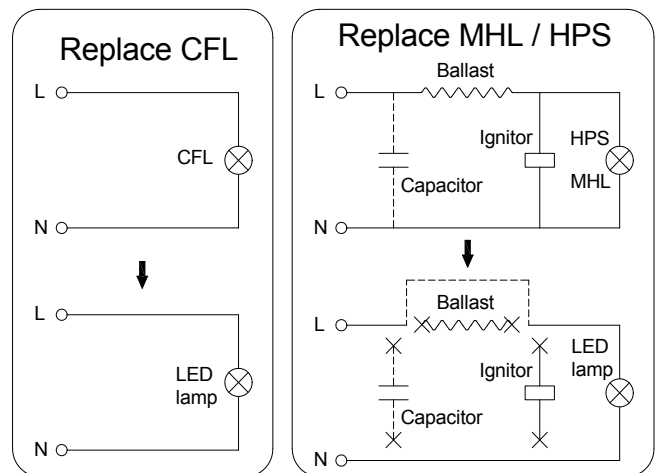 Replace CFL
L
CFL
N
L
LED
lamp
N
Replace MHL / HPS
Ballast
L
Ignitor
HPS
MHL
Capacitor
N
Ballast
L
LED
lamp
Ignitor
Capacitor
N